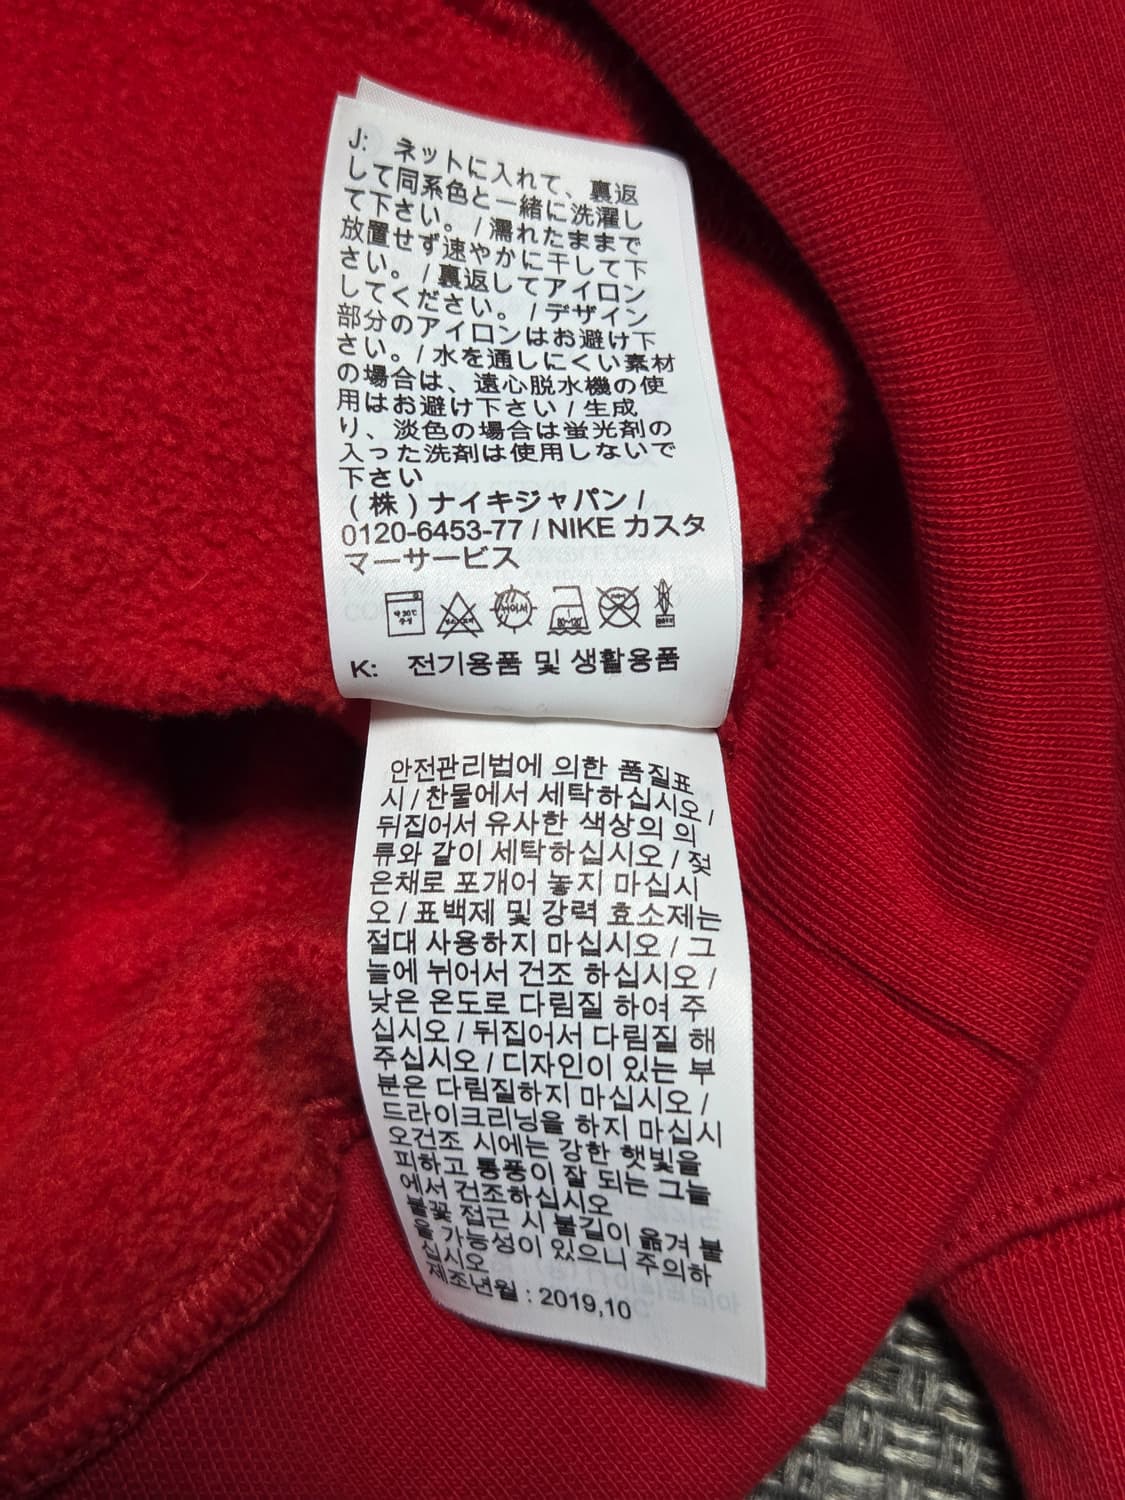 J: ネットに入れて、裏返
して同系色と一緒に洗濯し
て下さい。 / 濡れたままで
放置せず速やかに干して下
さい。 / 裏返してアイロン
してください。 / デザイン
部分のアイロンはお避け下
さい。 / 水を通しにくい素材
の場合は、遠心脱水機の使
用はお避け下さい / 生成
り、淡色の場合は蛍光剤の
入った洗剤は使用しないで
下さい
(株) ナイキジャパン /
0120-6453-77 / NIKE カスタ
マーサービス
K: 전기용품 및 생활용품
안전관리법에 의한 품질표
시 / 찬물에서 세탁하십시오 /
뒤집어서 유사한 색상의 의
류와 같이 세탁하십시오 / 젖
은채로 포개어 놓지 마십시
오 / 표백제 및 강력 효소제는
절대 사용하지 마십시오 / 그
늘에 뉘어서 건조 하십시오 /
낮은 온도로 다림질 하여 주
십시오 / 뒤집어서 다림질 해
주십시오 / 디자인이 있는 부
분은 다림질하지 마십시오 /
드라이크리닝을 하지 마십시
오건조 시에는 강한 햇빛을
피하고 통풍이 잘 되는 그늘
에서 건조하십시오
불꽃 접근 시 불길이 옮겨 붙
을 가능성이 있으니 주의하
십시오
제조년월 : 2019,10